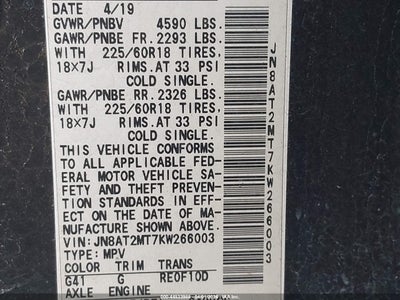 DATE 4/19
GVWR/PNBV 4590 LBS.
GAWR/PNBE FR. 2293 LBS.
WITH 225/60R18 TIRES,
18×7J RIMS. AT 33 PSI
COLD SINGLE.
GAWR/PNBE RR. 2326 LBS.
WITH 225/60R18 TIRES,
18×7J RIMS. AT 33 PSI
COLD SINGLE.
THIS VEHICLE CONFORMS
TO ALL APPLICABLE FED-
ERAL MOTOR VEHICLE SA-
FETY AND THEFT PREVEN-
TION STANDARDS IN EFF-
ECT ON THE DATE OF MA-
NUFACTURE SHOWN ABOVE.
VIN: JN8AT2MT7KW266003
TYPE: MPV
COLOR TRIM TRANS
G41 G RE0F10D
AXLE ENGINE
JN8AT2MT7KW266003